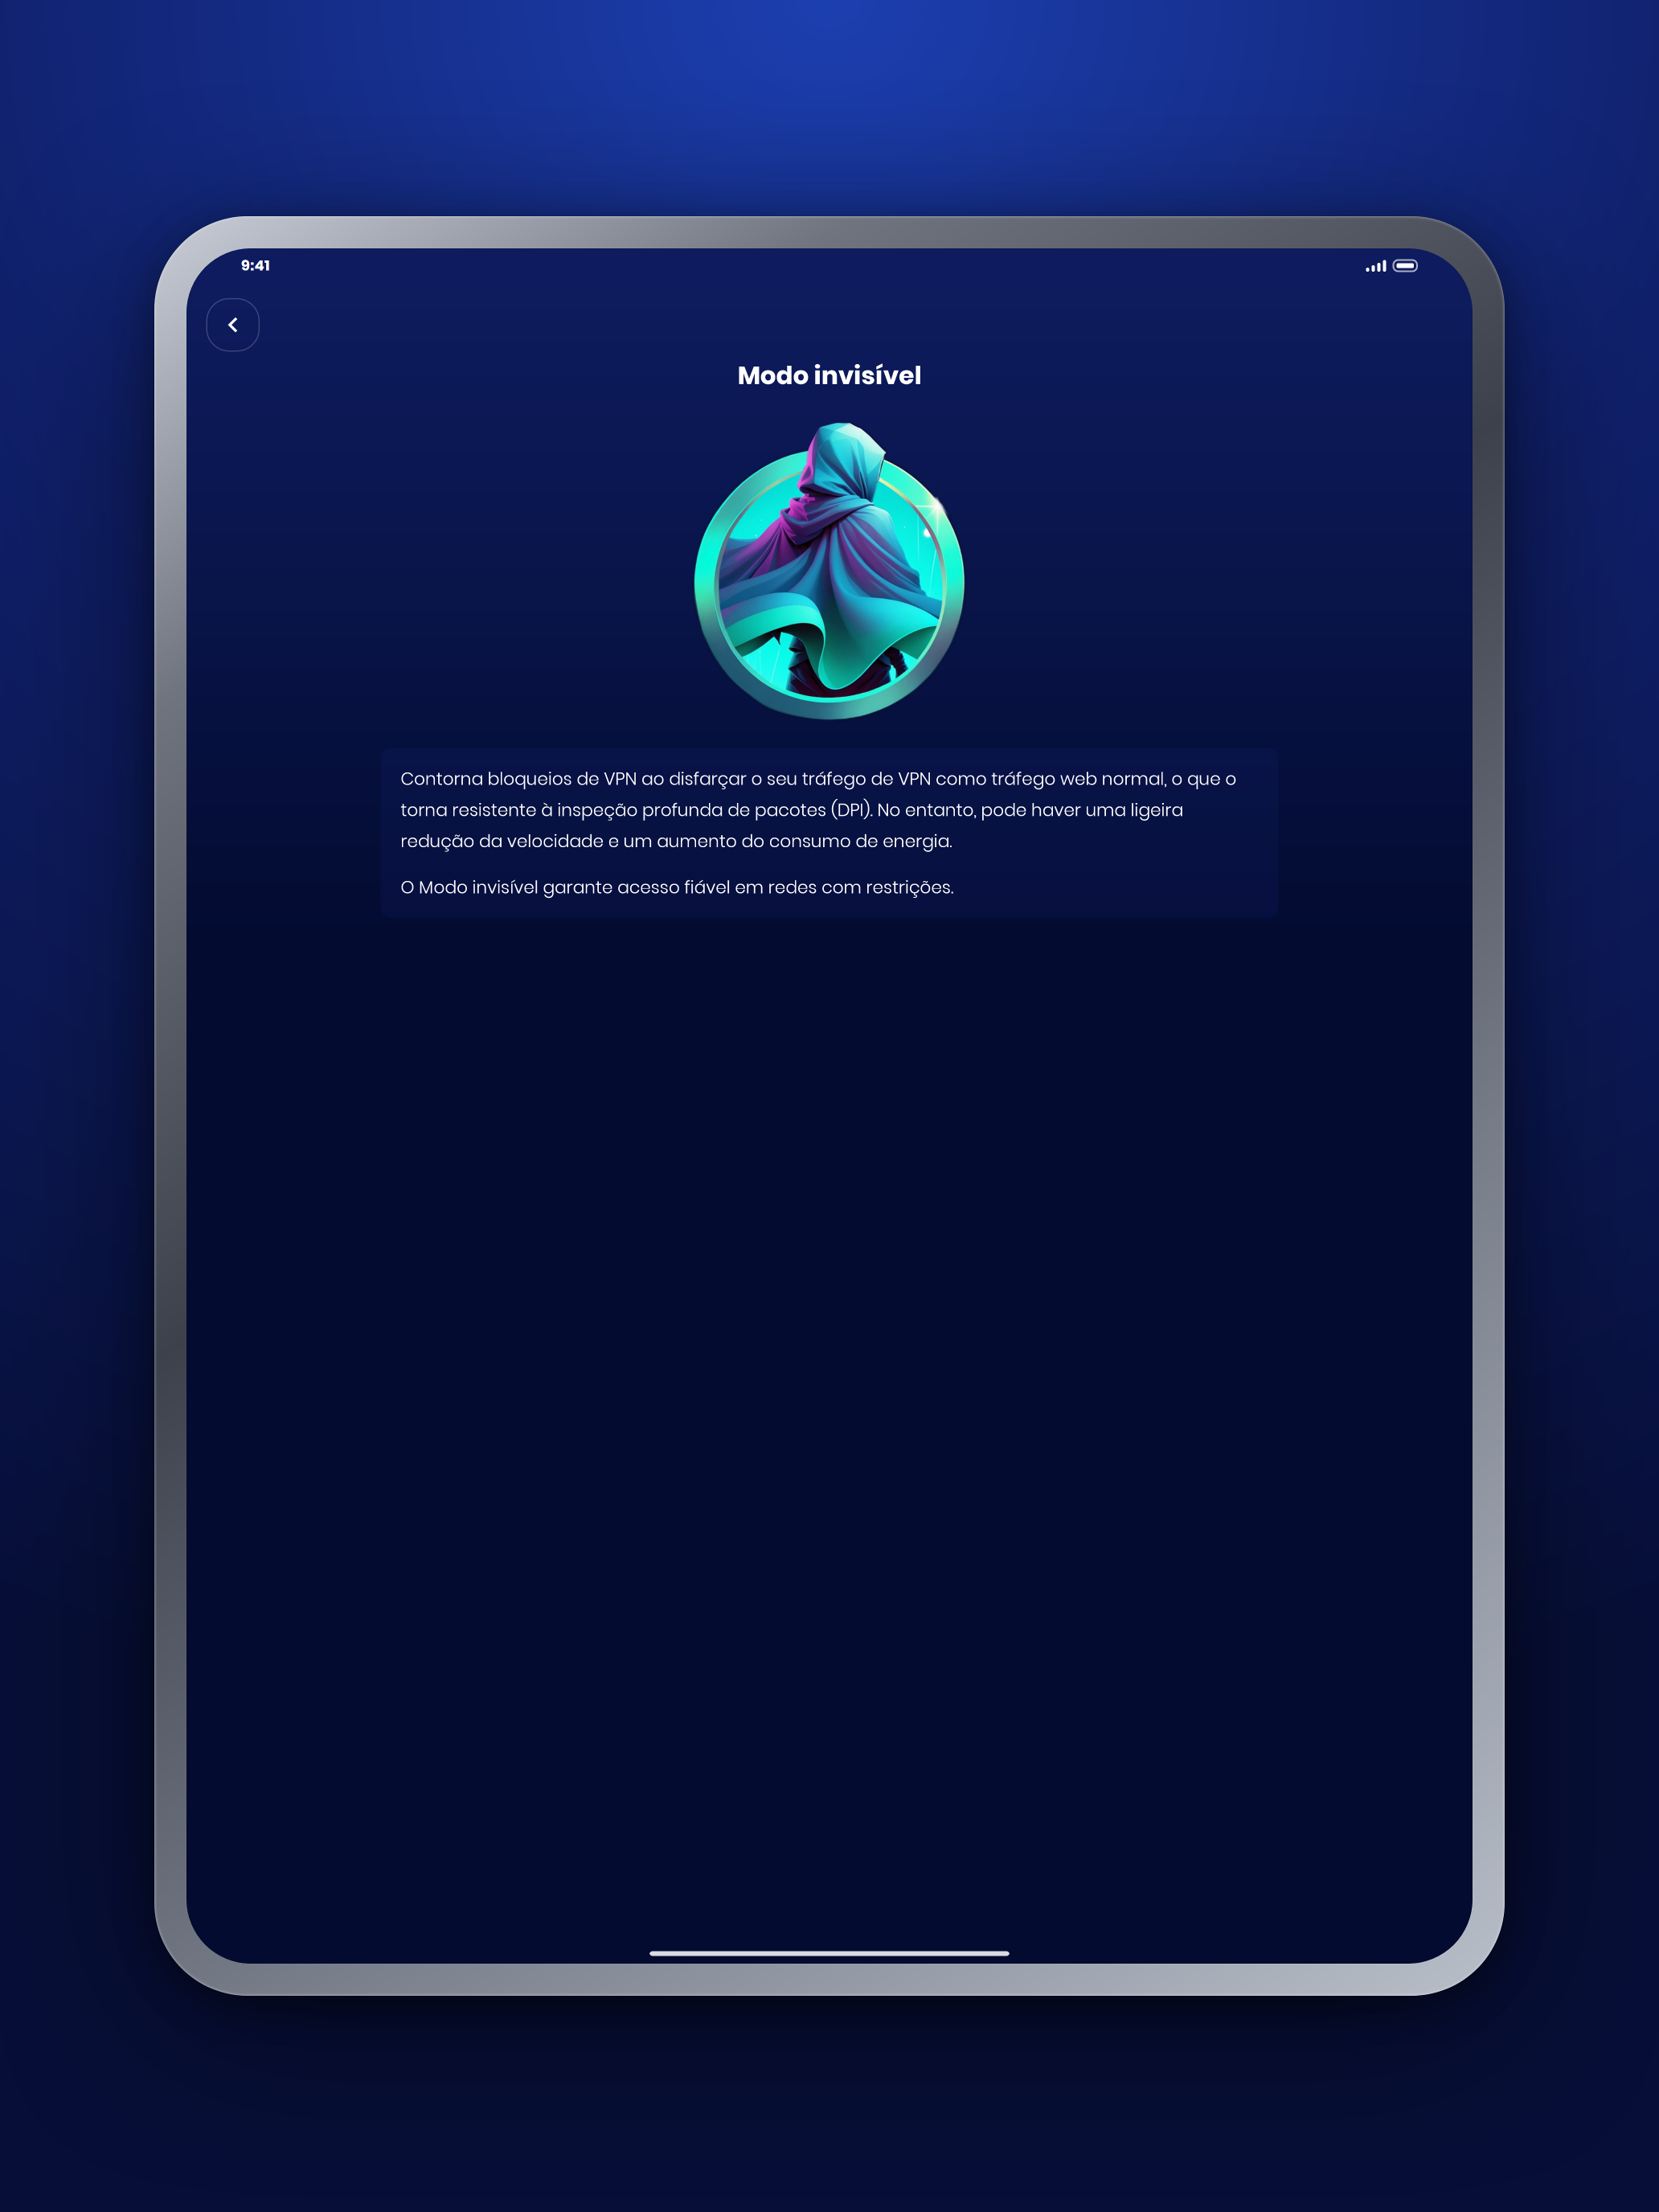 9:41
Modo invisível
Contorna bloqueios de VPN ao disfarçar o seu tráfego de VPN como tráfego web normal, o que o
torna resistente à inspeção profunda de pacotes (DPI). No entanto, pode haver uma ligeira
redução da velocidade e um aumento do consumo de energia.
O Modo invisível garante acesso fiável em redes com restrições.